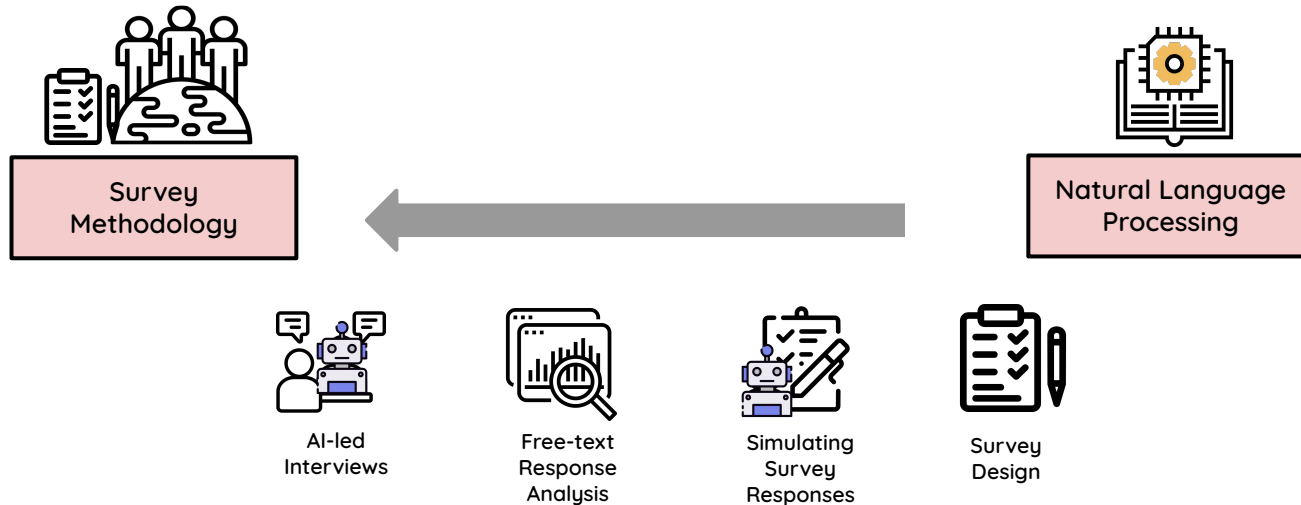 Survey
Methodology
Natural Language
Processing
AI-led
Interviews
Free-text
Response
Analysis
Simulating
Survey
Responses
Survey
Design